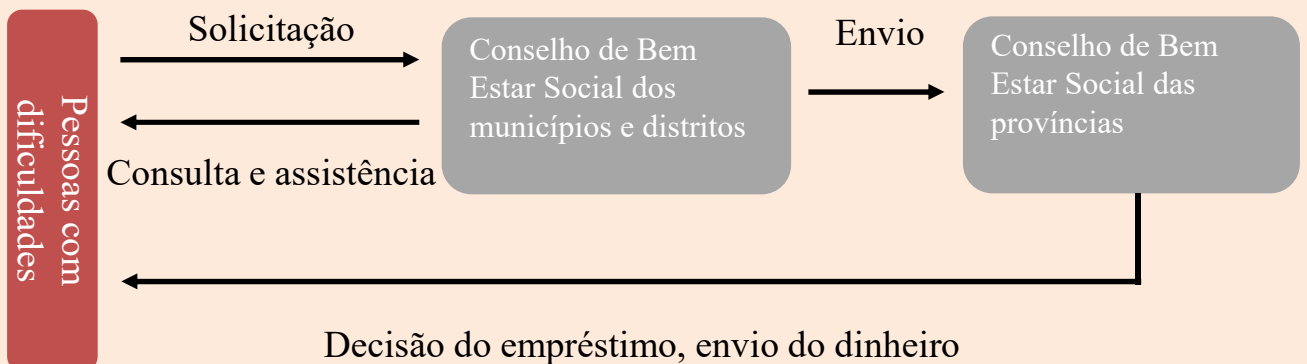 Pessoas com
dificuldades
Solicitação
Consulta e assistência
Conselho de Bem
Estar Social dos
municípios e distritos
Envio
Conselho de Bem
Estar Social das
províncias
Decisão do empréstimo, envio do dinheiro